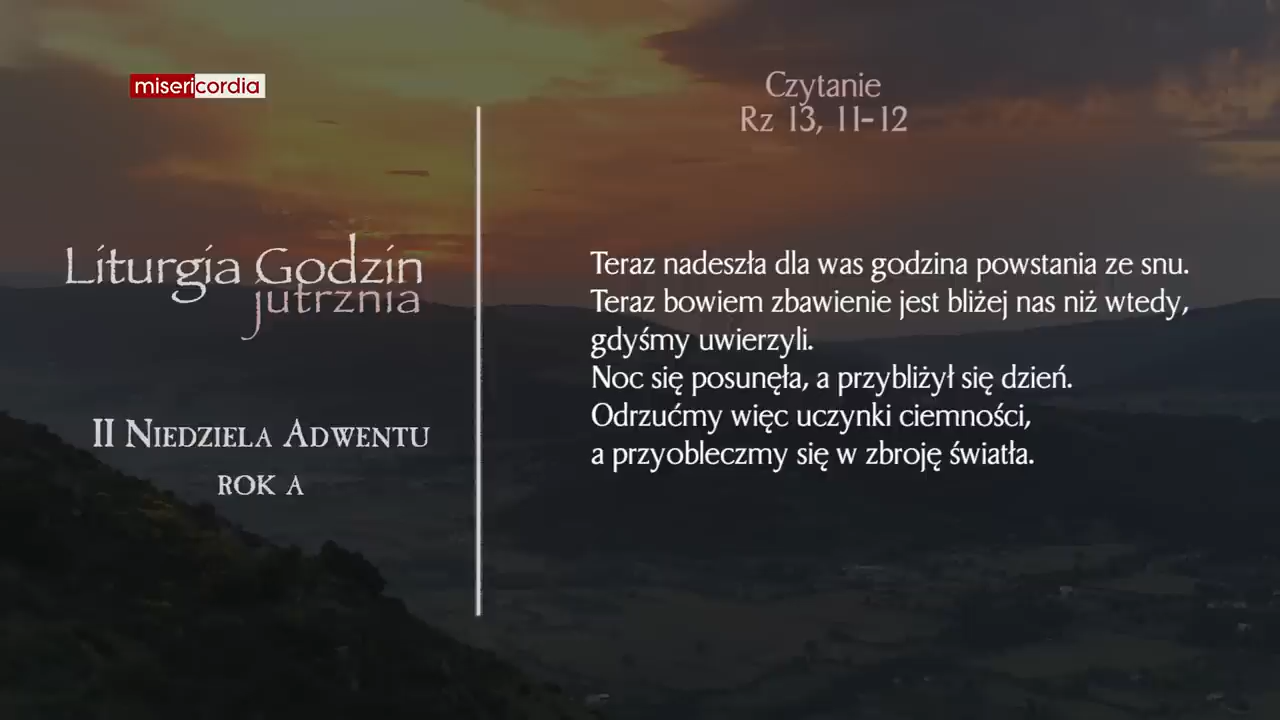 misericordia
Liturgia Godzin
jutrznia
II Niedziela Adwentu
rok A
Czytanie
Rz 13, 11-12
Teraz nadeszła dla was godzina powstania ze snu.
Teraz bowiem zbawienie jest bliżej nas niż wtedy,
gdyśmy uwierzyli.
Noc się posunęła, a przybliżył się dzień.
Odrzućmy więc uczynki ciemności,
a przyobleczmy się w zbroję światła.